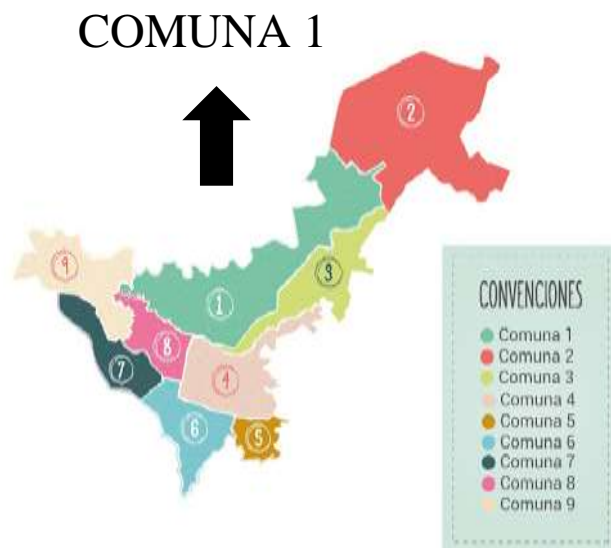 COMUNA 1
2
9
3
1
8
4
7
6
5
CONVENCIONES
Comuna 1
Comuna 2
Comuna 3
Comuna 4
Comuna 5
Comuna 6
Comuna 7
Comuna 8
Comuna 9